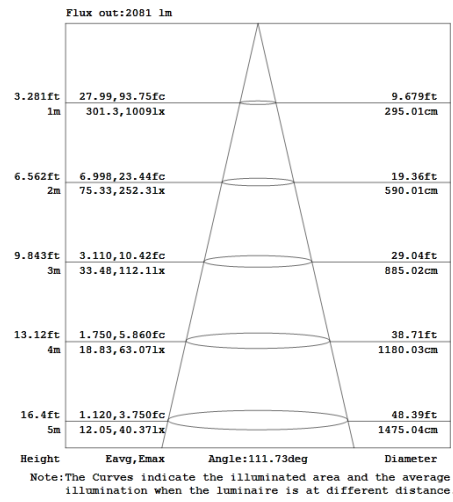 Flux out:2081 lm
3.281ft 27.99,93.75fc 9.679ft
1m 301.3,1009lx 295.01cm
6.562ft 6.998,23.44fc 19.36ft
2m 75.33,252.3lx 590.01cm
9.843ft 3.110,10.42fc 29.04ft
3m 33.48,112.1lx 885.02cm
13.12ft 1.750,5.860fc 38.71ft
4m 18.83,63.07lx 1180.03cm
16.4ft 1.120,3.750fc 48.39ft
5m 12.05,40.37lx 1475.04cm
Height Eavg,Emax Angle:111.73deg Diameter
Note:The Curves indicate the illuminated area and the average
illumination when the luminaire is at different distance